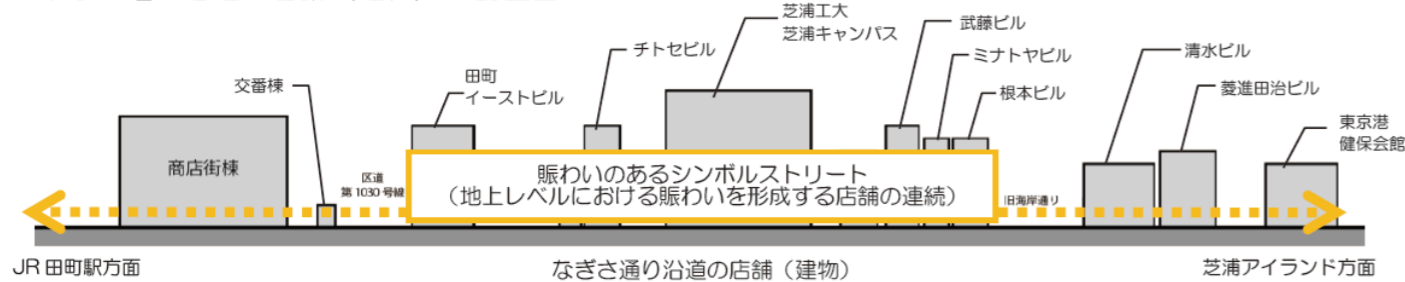 芝浦工大
芝浦キャンパス
武藤ビル
チトセビル
ミナトヤビル
清水ビル
田町
イーストビル
交番棟
根本ビル
菱進田治ビル
東京港
健保会館
商店街棟
区道
第1030号線
賑わいのあるシンボルストリート
（地上レベルにおける賑わいを形成する店舗の連続）
旧海岸通り
JR田町駅方面
なぎさ通り沿道の店舗（建物）
芝浦アイランド方面